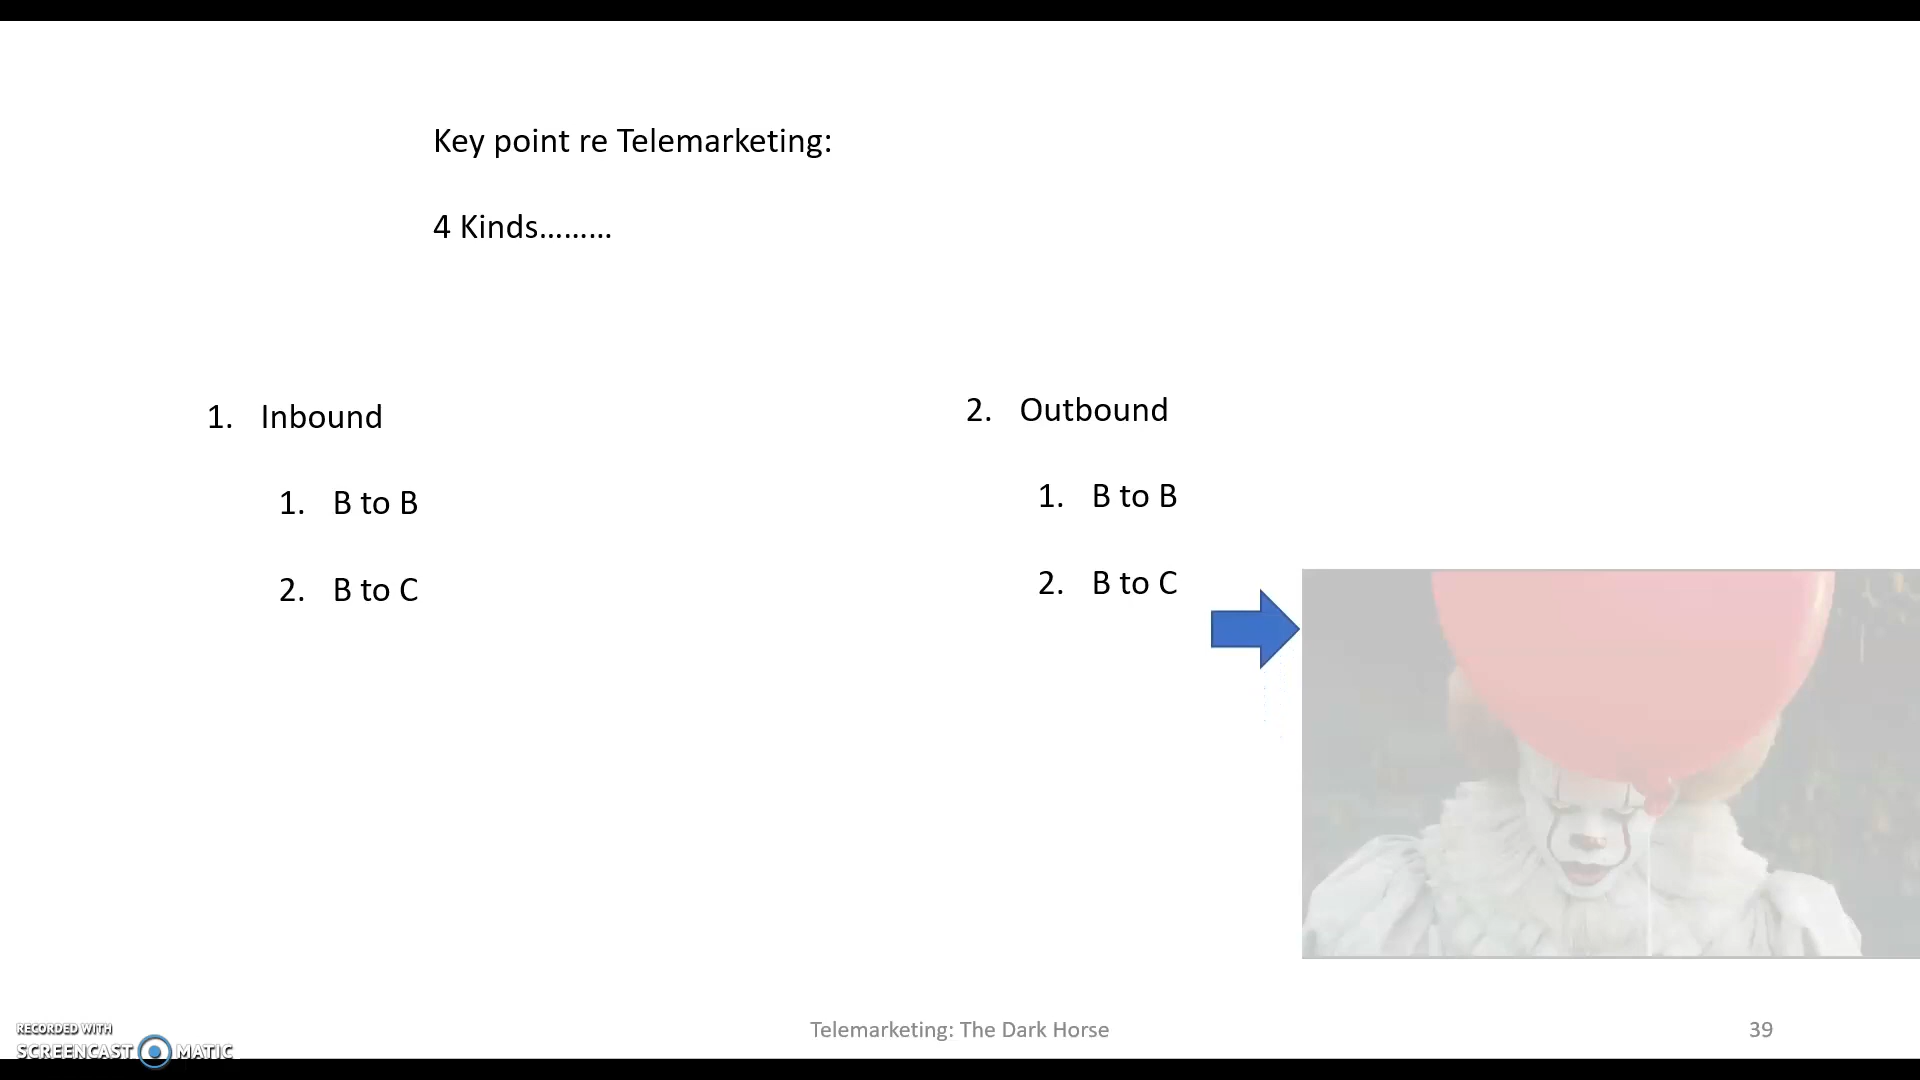 Key point re Telemarketing:
4 Kinds.........
1. Inbound
1. B to B
2. B to C
2. Outbound
1. B to B
2. B to C
RECORDED WITH
SCREENCAST MATIC
Telemarketing: The Dark Horse
39